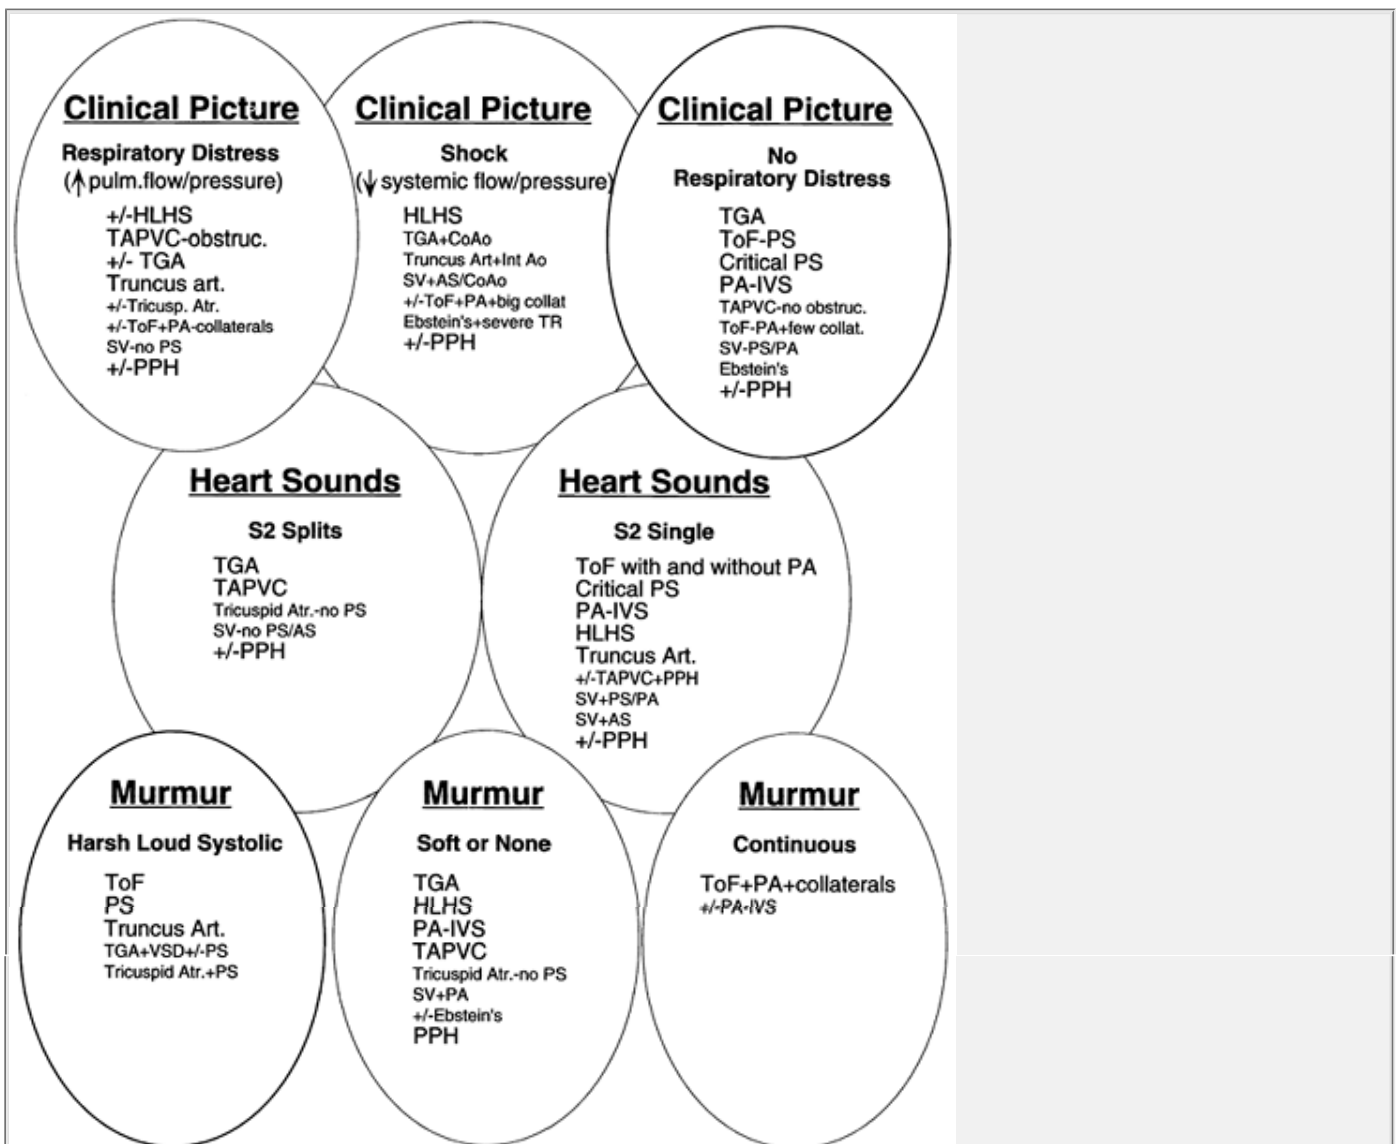 Clinical Picture
Respiratory Distress
(↑pulm.flow/pressure)
+/-HLHS
TAPVC-obstruc.
+/- TGA
Truncus art.
+/-Tricusp. Atr.
+/-ToF+PA-collaterals
SV-no PS
+/-PPH
Clinical Picture
Shock
(↓ systemic flow/pressure)
HLHS
TGA+CoAo
Truncus Art+Int Ao
SV+AS/CoAo
+/-ToF+PA+big collat
Ebstein's+severe TR
+/-PPH
Clinical Picture
No
Respiratory Distress
TGA
ToF-PS
Critical PS
PA-IVS
TAPVC-no obstruc.
ToF-PA+few collat.
SV-PS/PA
Ebstein's
+/-PPH
Heart Sounds
S2 Splits
TGA
TAPVC
Tricuspid Atr.-no PS
SV-no PS/AS
+/-PPH
Heart Sounds
S2 Single
ToF with and without PA
Critical PS
PA-IVS
HLHS
Truncus Art.
+/-TAPVC+PPH
SV+PS/PA
SV+AS
+/-PPH
Murmur
Harsh Loud Systolic
ToF
PS
Truncus Art.
TGA+VSD+/-PS
Tricuspid Atr.+PS
Murmur
Soft or None
TGA
HLHS
PA-IVS
TAPVC
Tricuspid Atr.-no PS
SV+PA
+/-Ebstein's
PPH
Murmur
Continuous
ToF+PA+collaterals
+/-PA-IVS